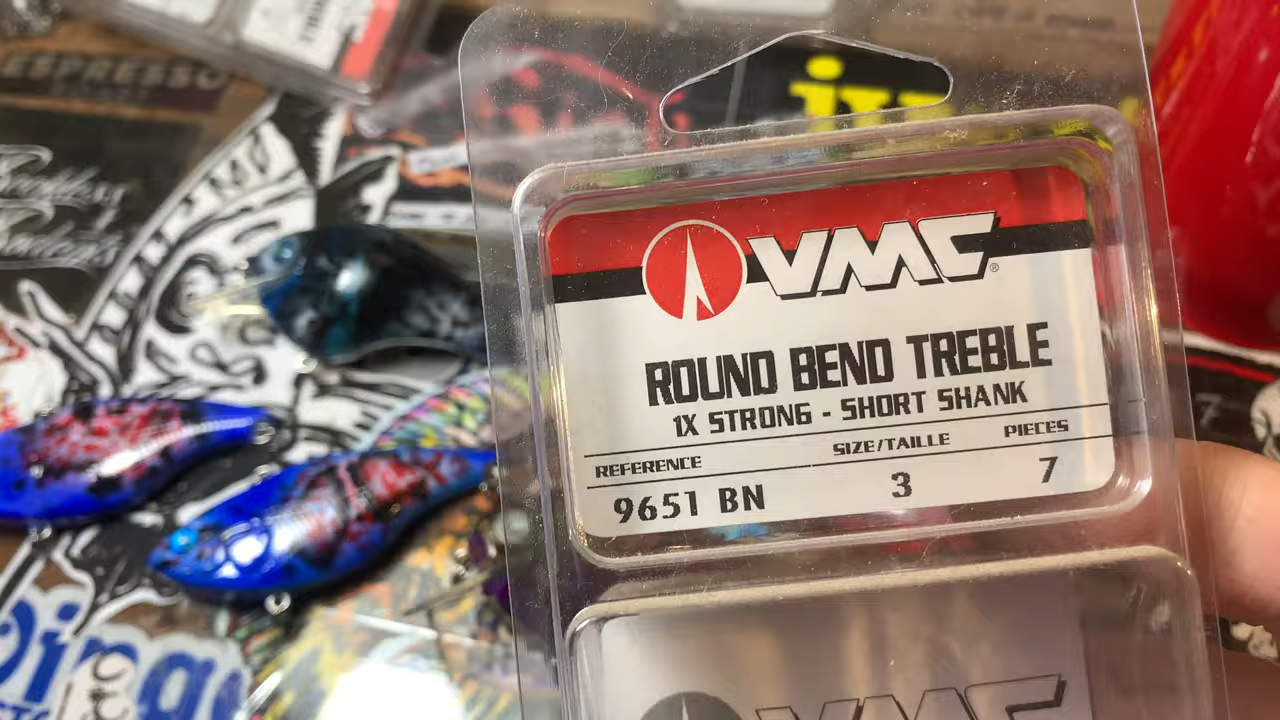 ESPRESSO
VMC®
ROUND BEND TREBLE
1X STRONG - SHORT SHANK
REFERENCE SIZE/TAILLE PIECES
9651 BN 3 7
VMC